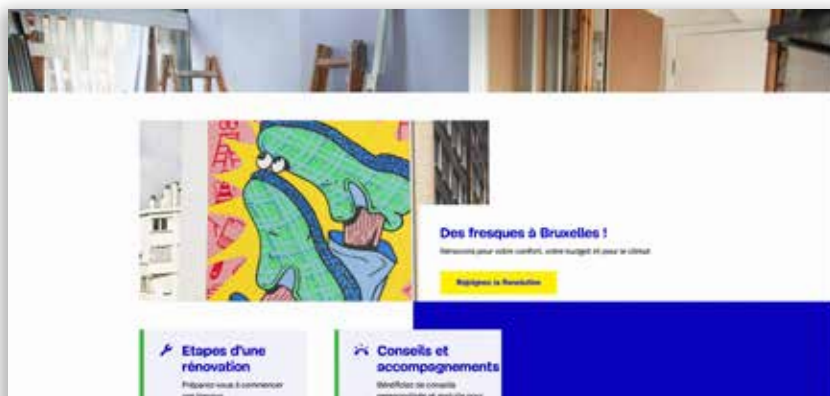 Des fresques à Bruxelles !
Rénovons pour votre confort, votre budget et pour le climat
Rejoignez la Renolution
Etapes d'une
rénovation
Préparez-vous à commencer
Conseils et
accompagnements
Bénéficiez de conseils